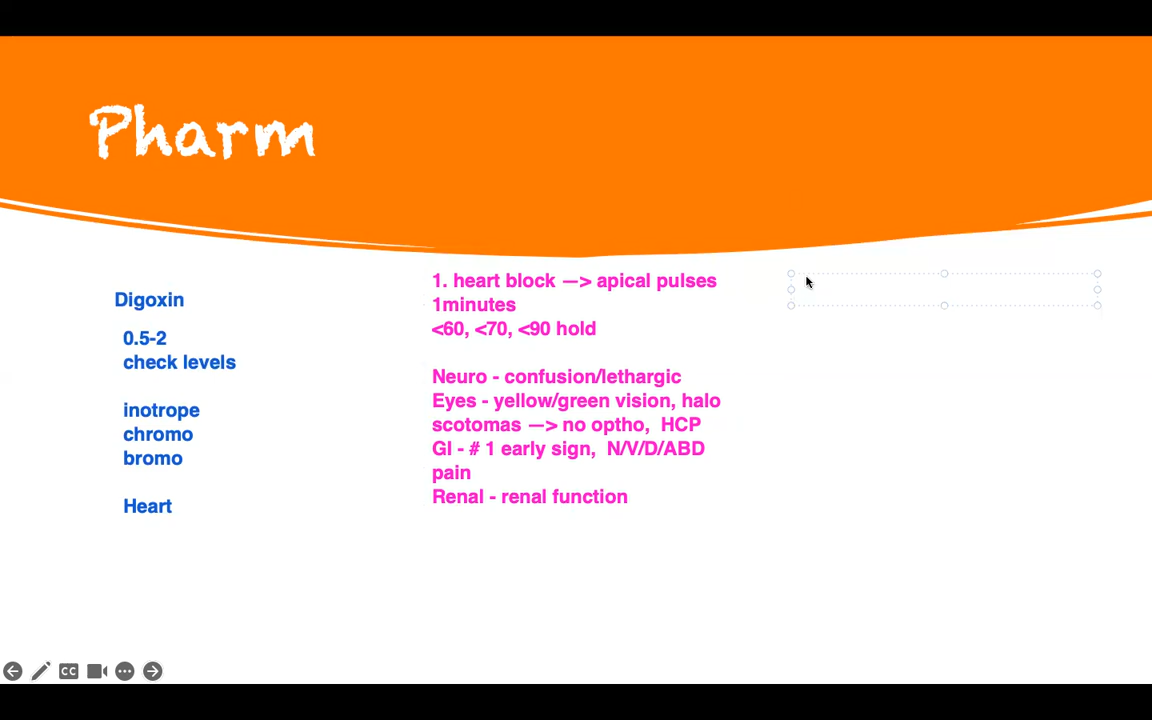 Pharm
Digoxin
0.5-2
check levels
inotrope
chromo
bromo
Heart
1. heart block —> apical pulses
1minutes
<60, <70, <90 hold
Neuro - confusion/lethargic
Eyes - yellow/green vision, halo
scotomas —> no optho,  HCP
GI - # 1 early sign,  N/V/D/ABD
pain
Renal - renal function
CC